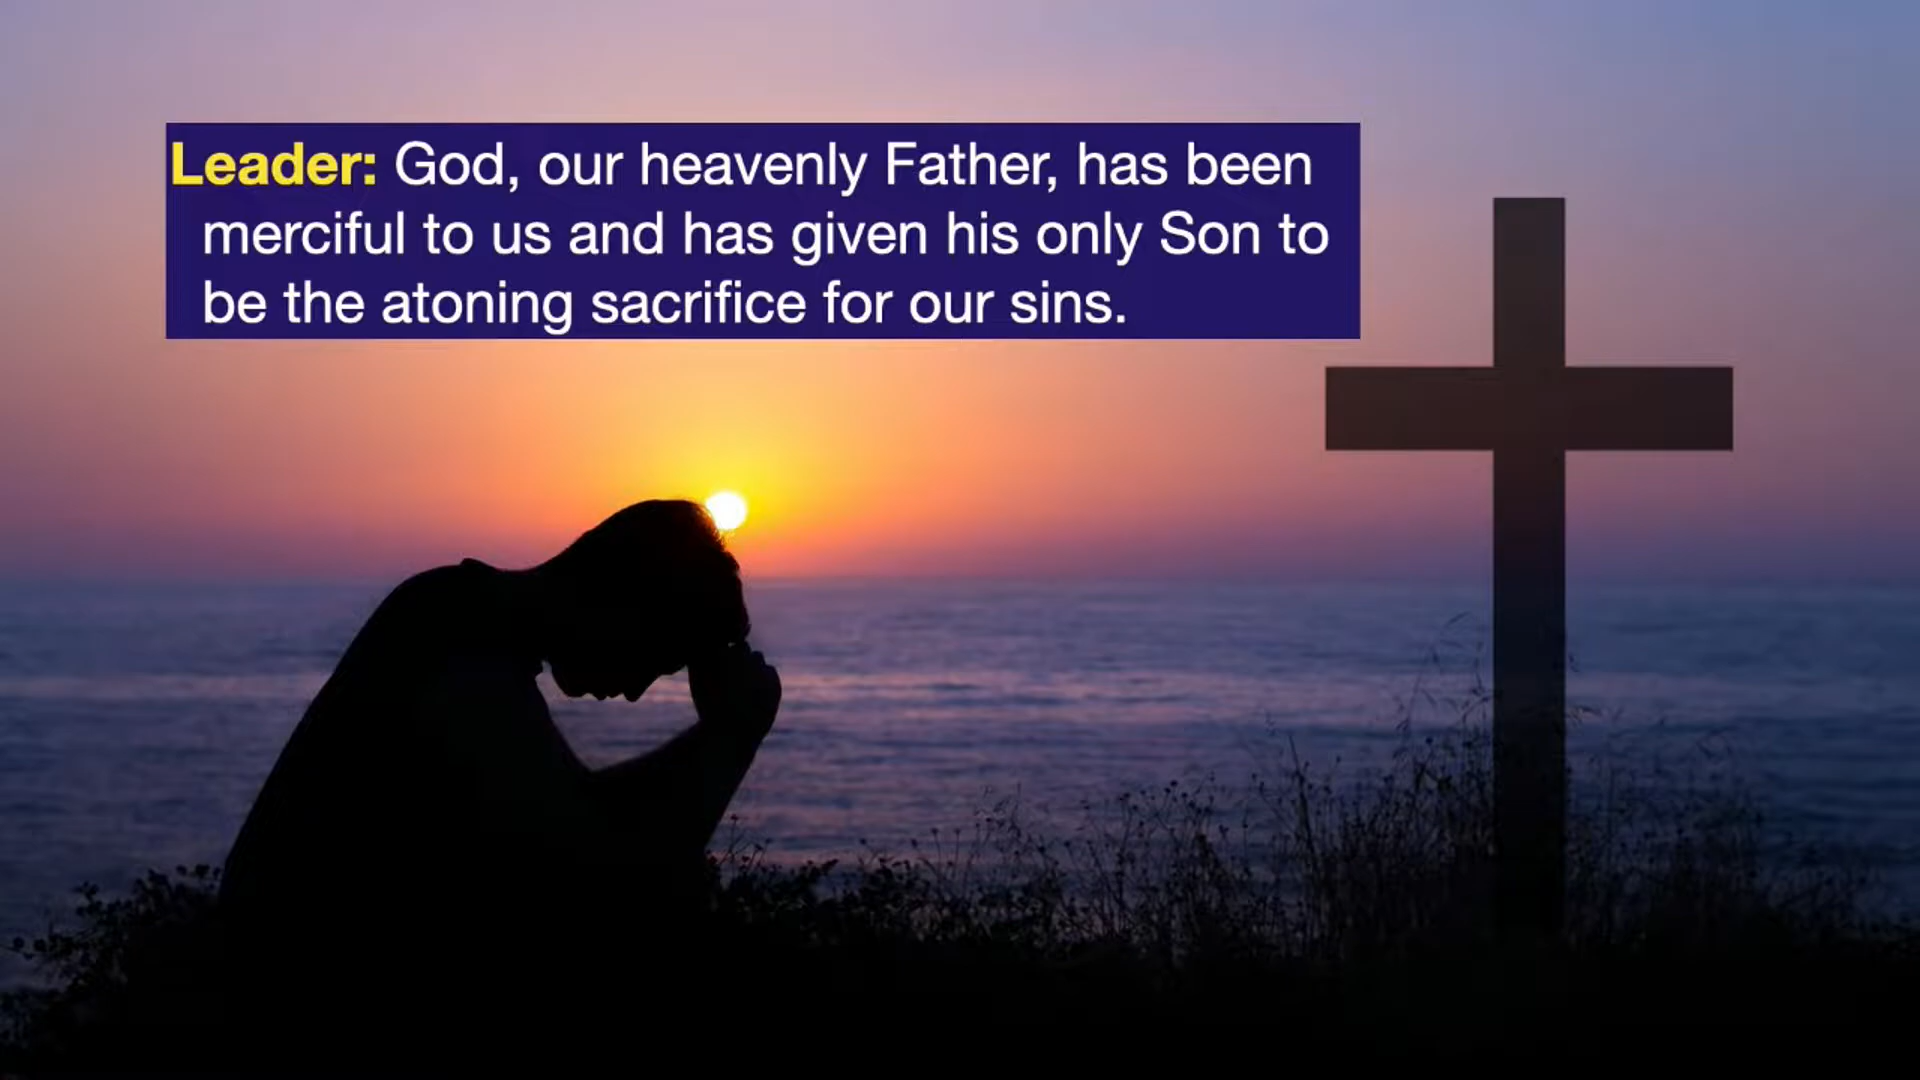 Leader: God, our heavenly Father, has been
merciful to us and has given his only Son to
be the atoning sacrifice for our sins.